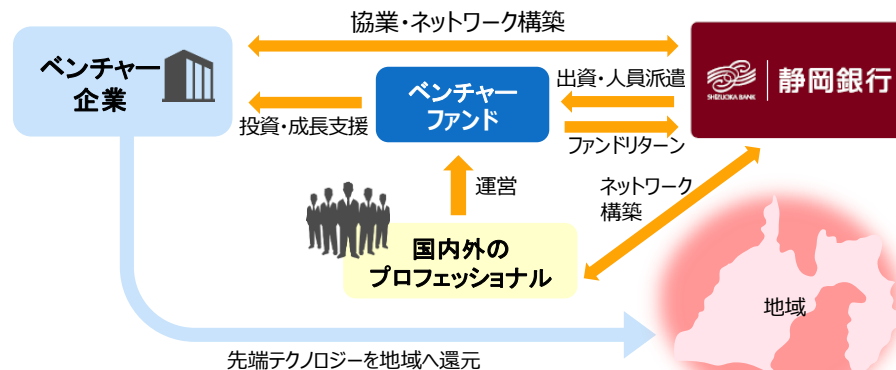 協業・ネットワーク構築
ベンチャー
企業
ベンチャー
ファンド
出資・人員派遣
SHIZUOKA BANK
静岡銀行
投資・成長支援
ファンドリターン
運営
ネットワーク
構築
国内外の
プロフェッショナル
地域
先端テクノロジーを地域へ還元